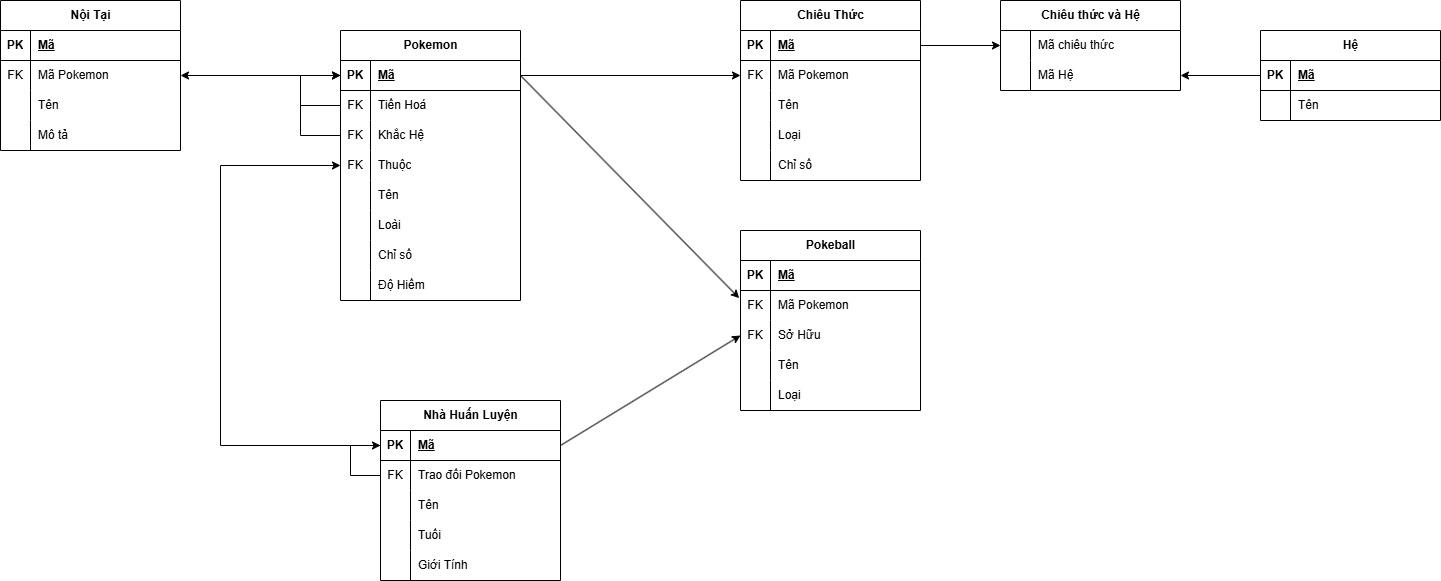 Nội Tại
PK Mã
FK Mã Pokemon
Tên
Mô tả
Pokemon
PK Mã
FK Tiến Hoá
FK Khắc Hệ
FK Thuộc
Tên
Loài
Chỉ số
Độ Hiếm
Chiêu Thức
PK Mã
FK Mã Pokemon
Tên
Loại
Chỉ số
Chiêu thức và Hệ
Mã chiêu thức
Mã Hệ
Hệ
PK Mã
Tên
Pokeball
PK Mã
FK Mã Pokemon
FK Sở Hữu
Tên
Loại
Nhà Huấn Luyện
PK Mã
FK Trao đổi Pokemon
Tên
Tuổi
Giới Tính